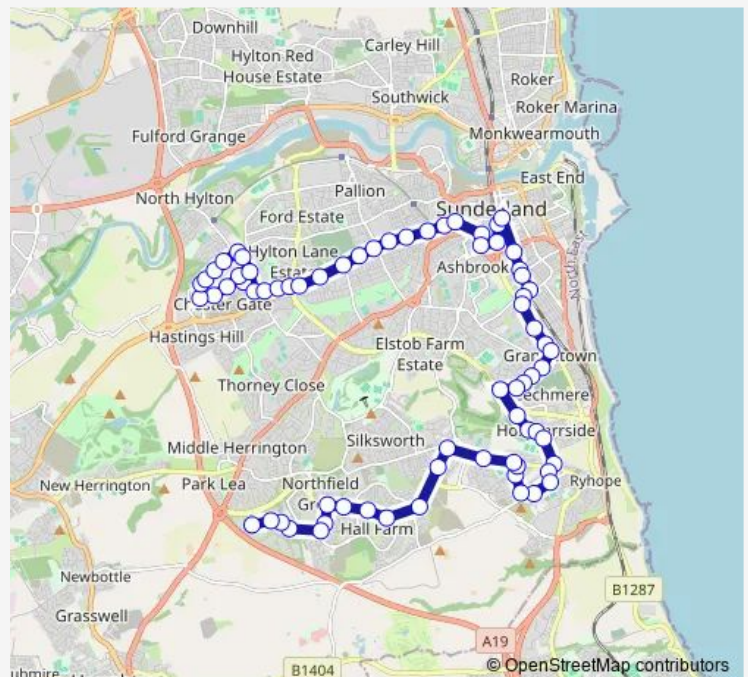 Downhill
Carley Hill
Hylton Red
House Estate
Roker
Southwick
Roker Marina
Fulford Grange
Monkwearmouth
East End
Pallion
North Hylton
Ford Estate
Sunderland
Hylton Lane
Estate
Ashbrook
Chester Gate
Hastings Hill
Elstob Farm
Estate
Thorney Close
Middle Herrington
Silksworth
New Herrington
Park Lea
Northfield
Ryhope
Hall Farm
Newbottle
B1287
Grasswell
A19
B1404
© OpenStreetMap contributors